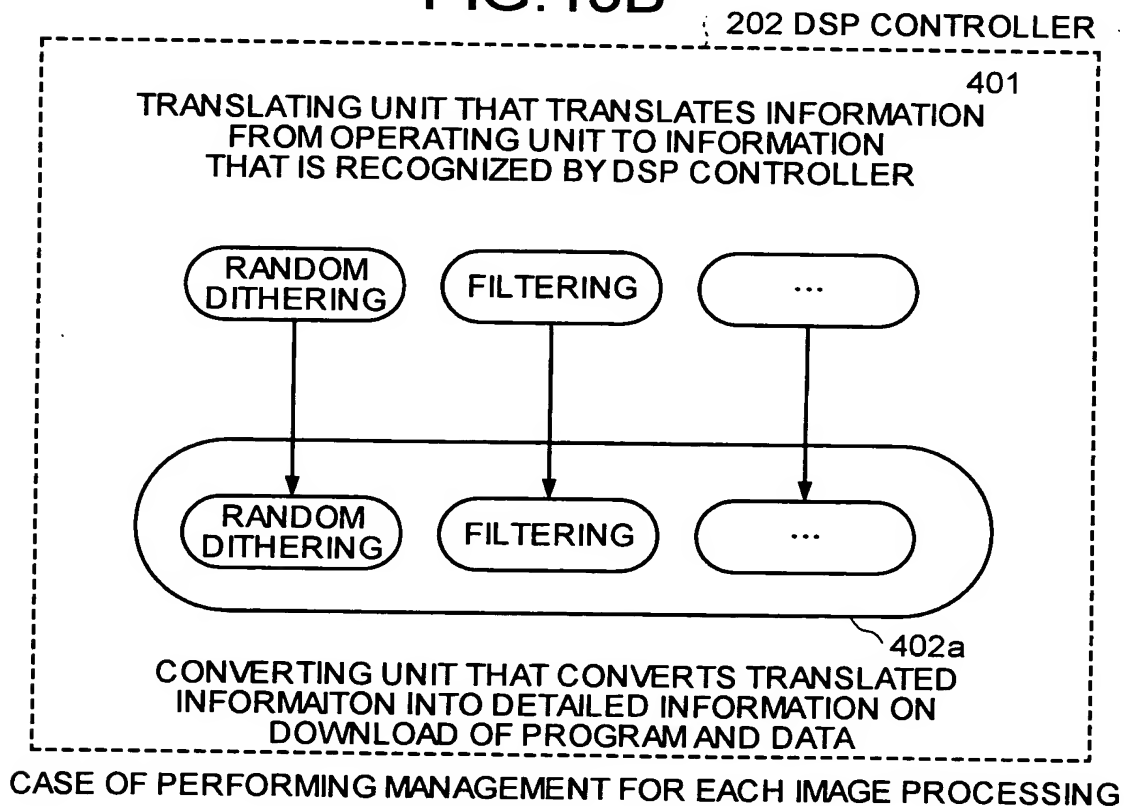 202 DSP CONTROLLER
401
TRANSLATING UNIT THAT TRANSLATES INFORMATION
FROM OPERATING UNIT TO INFORMATION
THAT IS RECOGNIZED BY DSP CONTROLLER
RANDOM
DITHERING
FILTERING
...
RANDOM
DITHERING
FILTERING
...
402a
CONVERTING UNIT THAT CONVERTS TRANSLATED
INFORMAITON INTO DETAILED INFORMATION ON
DOWNLOAD OF PROGRAM AND DATA
CASE OF PERFORMING MANAGEMENT FOR EACH IMAGE PROCESSING